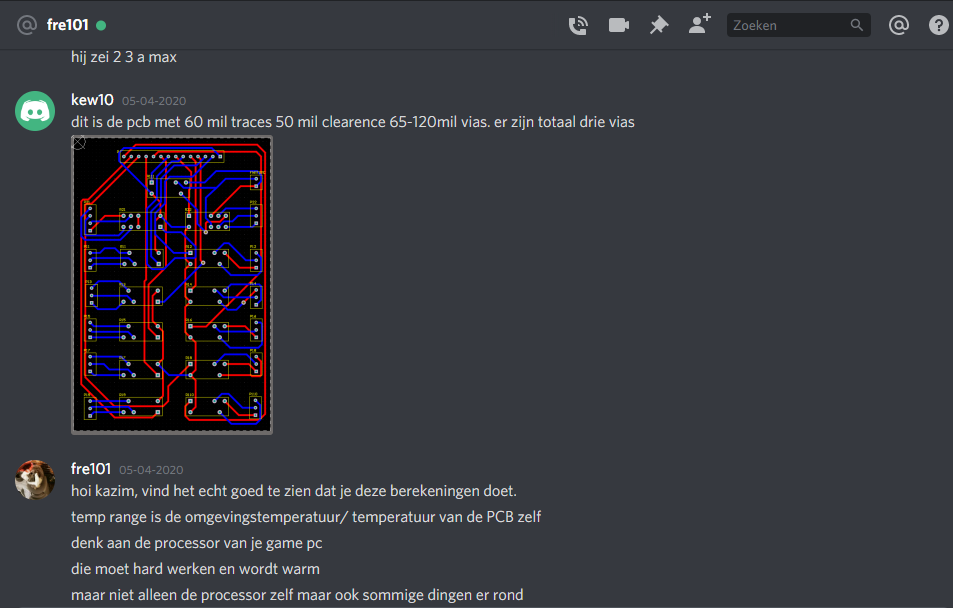 fre101
Zoeken
hij zei 2 3 a max
kew10 05-04-2020
dit is de pcb met 60 mil traces 50 mil clearence 65-120mil vias. er zijn totaal drie vias
fre101 05-04-2020
hoi kazim, vind het echt goed te zien dat je deze berekeningen doet.
temp range is de omgevingstemperatuur/ temperatuur van de PCB zelf
denk aan de processor van je game pc
die moet hard werken en wordt warm
maar niet alleen de processor zelf maar ook sommige dingen er rond